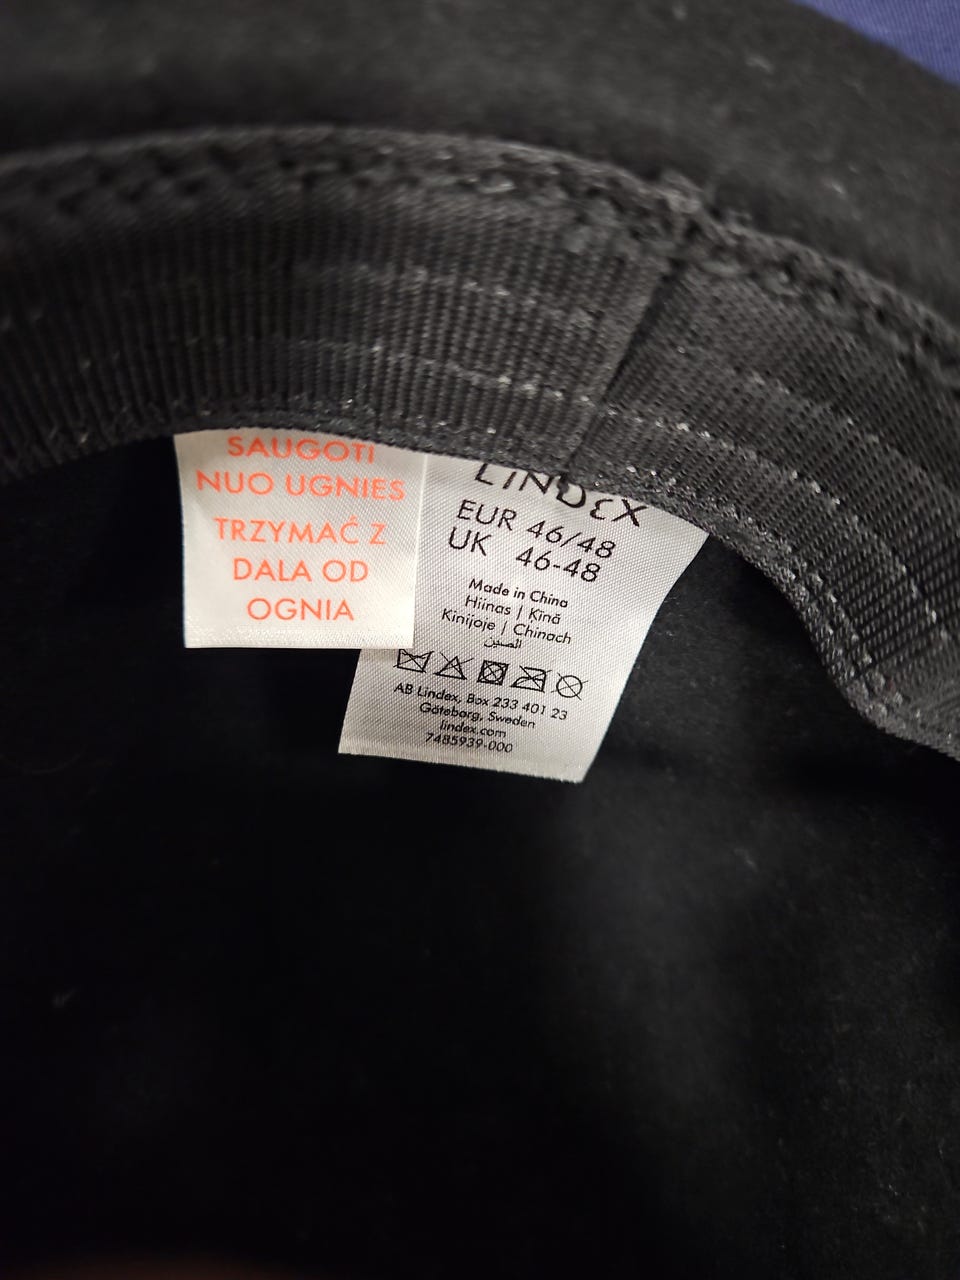 SAUGOTI
NUO UGNIES
TRZYMAĆ Z
DALA OD
OGNIA
LINDEX
EUR 46/48
UK 46-48
Made in China
Hiinas | Ķīnā
Kinijoje | Chinach
الصين
AB Lindex, Box 233 401 23
Göteborg, Sweden
lindex.com
7485939-000